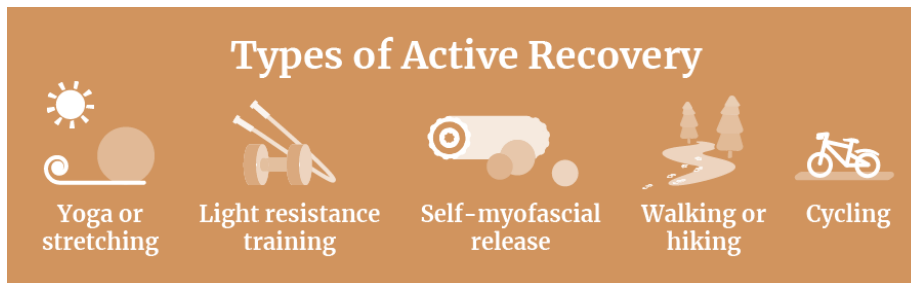 Types of Active Recovery
Yoga or
stretching
Light resistance
training
Self-myofascial
release
Walking or
hiking
Cycling